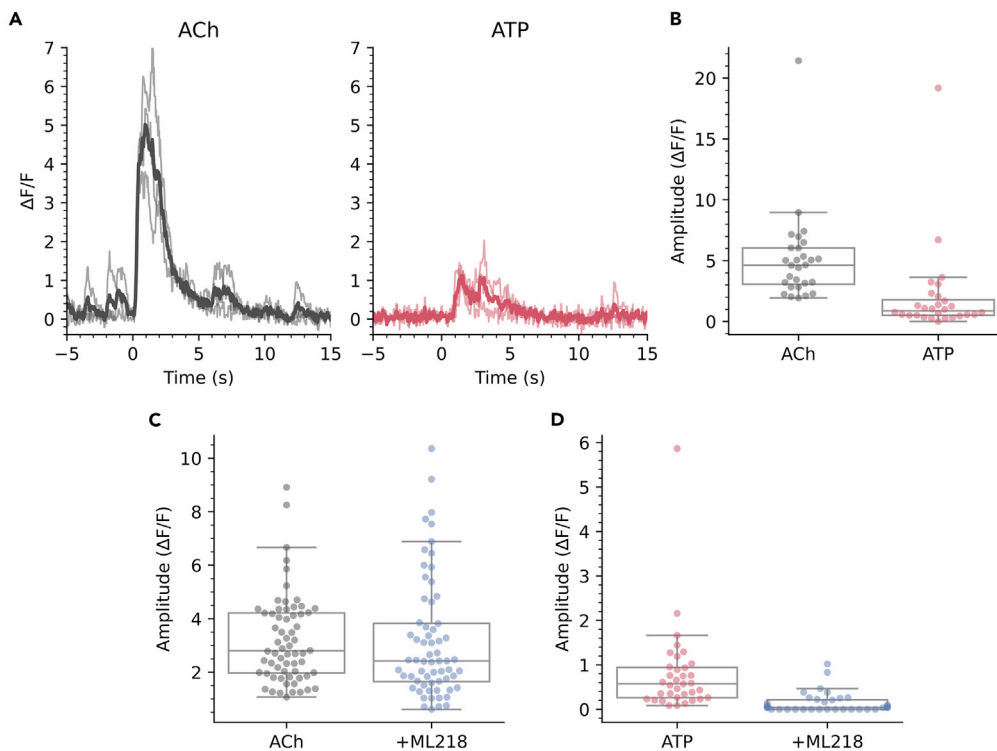 A
ACh
ATP
ΔF/F
7
6
5
4
3
2
1
0
−5 0 5 10 15
Time (s)
7
6
5
4
3
2
1
0
−5 0 5 10 15
Time (s)
B
Amplitude (ΔF/F)
20
15
10
5
0
ACh ATP
C
Amplitude (ΔF/F)
10
8
6
4
2
ACh +ML218
D
Amplitude (ΔF/F)
6
5
4
3
2
1
0
ATP +ML218